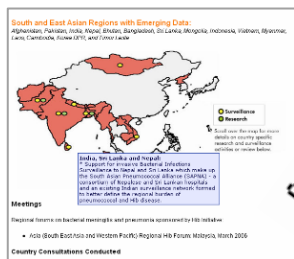 South and East Asian Regions with Emerging Data:
Afghanistan, Pakistan, India, Nepal, Bhutan, Bangladesh, Sri Lanka, Mongolia, Indonesia, Vietnam, Myanmar,
Laos, Cambodia, Korea DPR, and Timor Leste
Surveillance
Research
Scroll over the map for more
details on country specific
research and surveillance
activities or review below.
India, Sri Lanka and Nepal:
* Support for Invasive Bacterial Infections
Surveillance to Nepal and Sri Lanka which make up
the South Asian Pneumococcal Alliance (SAPNA) - a
consortium of Nepalese and Sri Lankan hospitals
and an existing Indian surveillance network formed
to better define the regional burden of
pneumococcal and Hib disease.
Meetings
Regional forums on bacterial meningitis and pneumonia sponsored by Hib Initiative
• Asia (South East Asia and Western Pacific) Regional Hib Forum: Malaysia, March 2006
Country Consultations Conducted